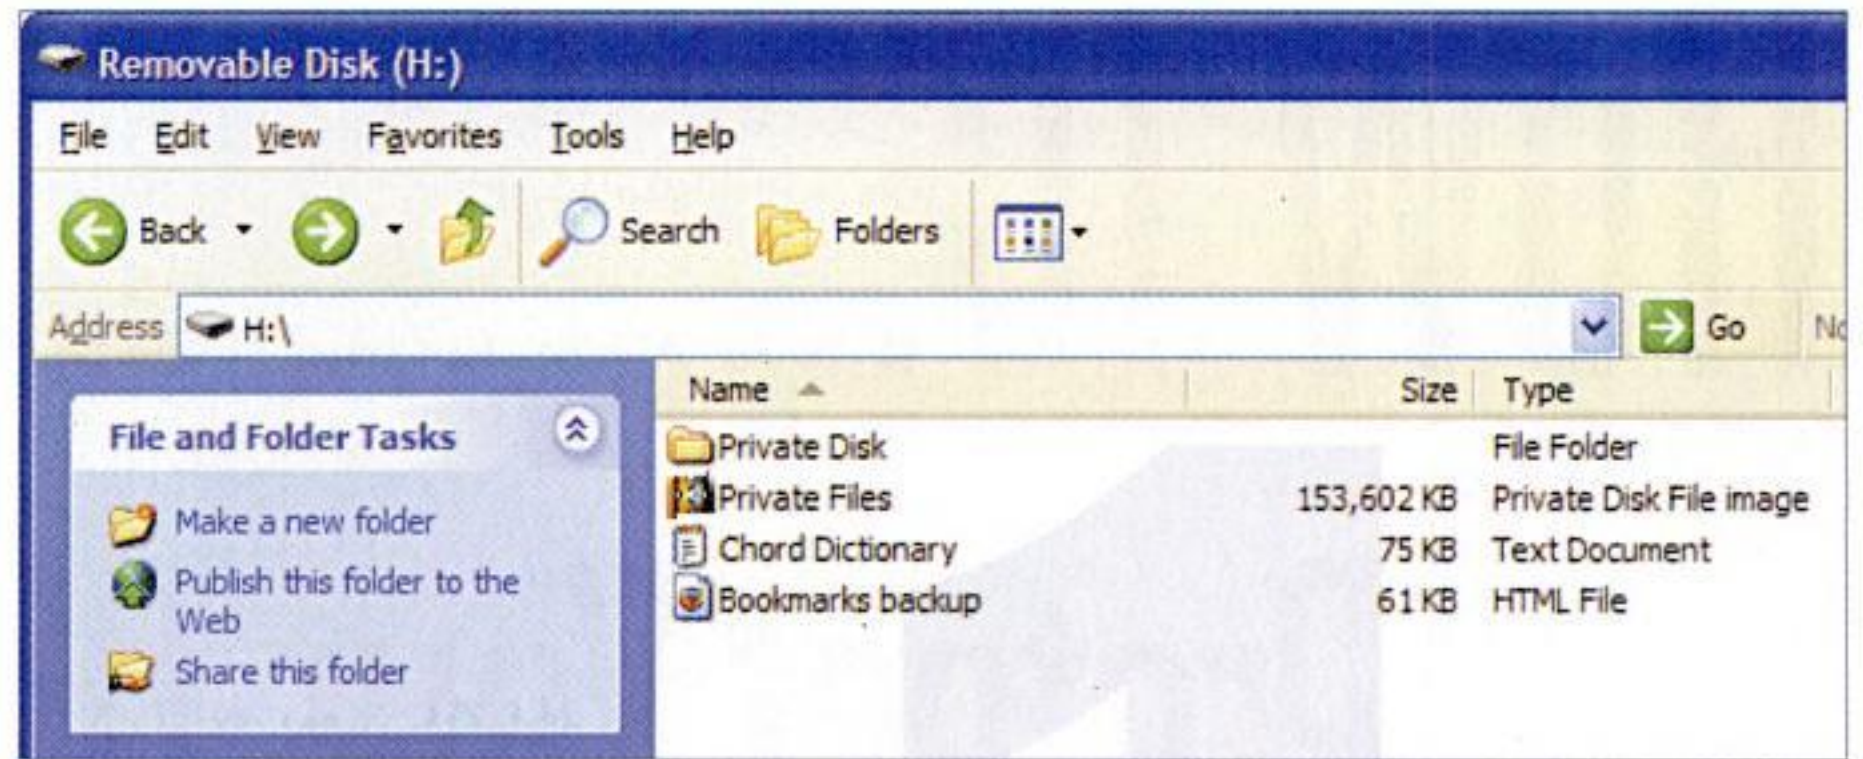 Removable Disk (H:)
File Edit View Favorites Tools Help
Back Search Folders
Address H:\ Go
Name Size Type
File and Folder Tasks
Make a new folder
Publish this folder to the
Web
Share this folder
Private Disk File Folder
Private Files 153,602 KB Private Disk File image
Chord Dictionary 75 KB Text Document
Bookmarks backup 61 KB HTML File